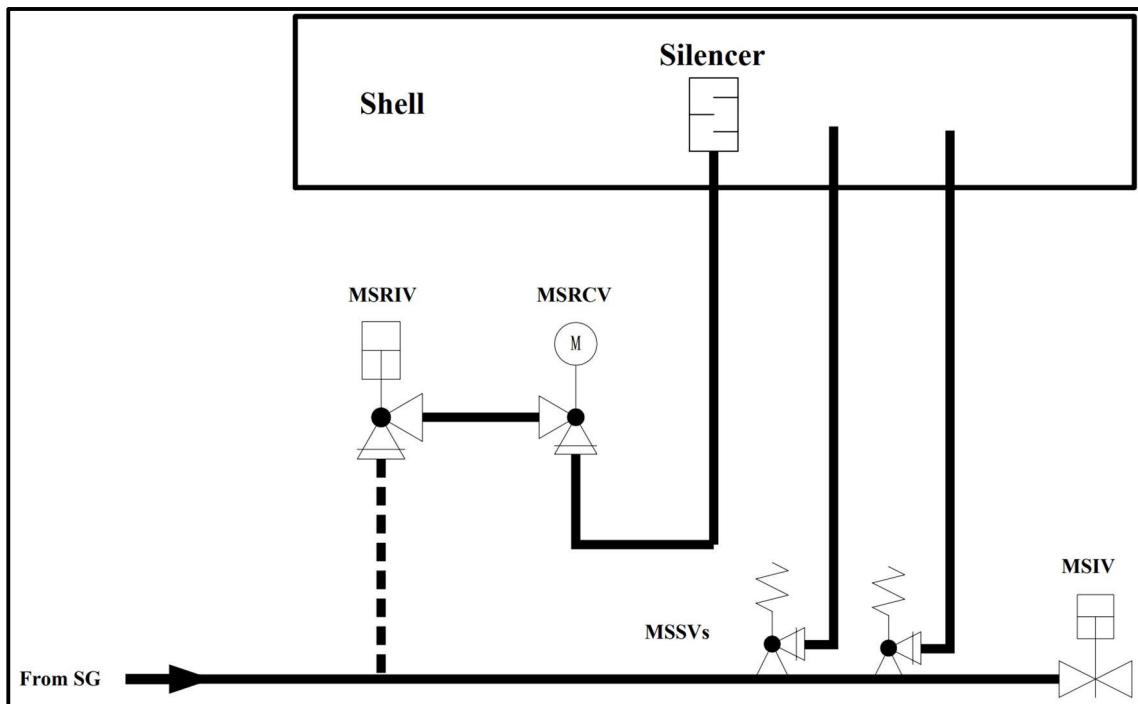 Silencer
Shell
MSRIV
MSRCV
M
MSIV
MSSVs
From SG